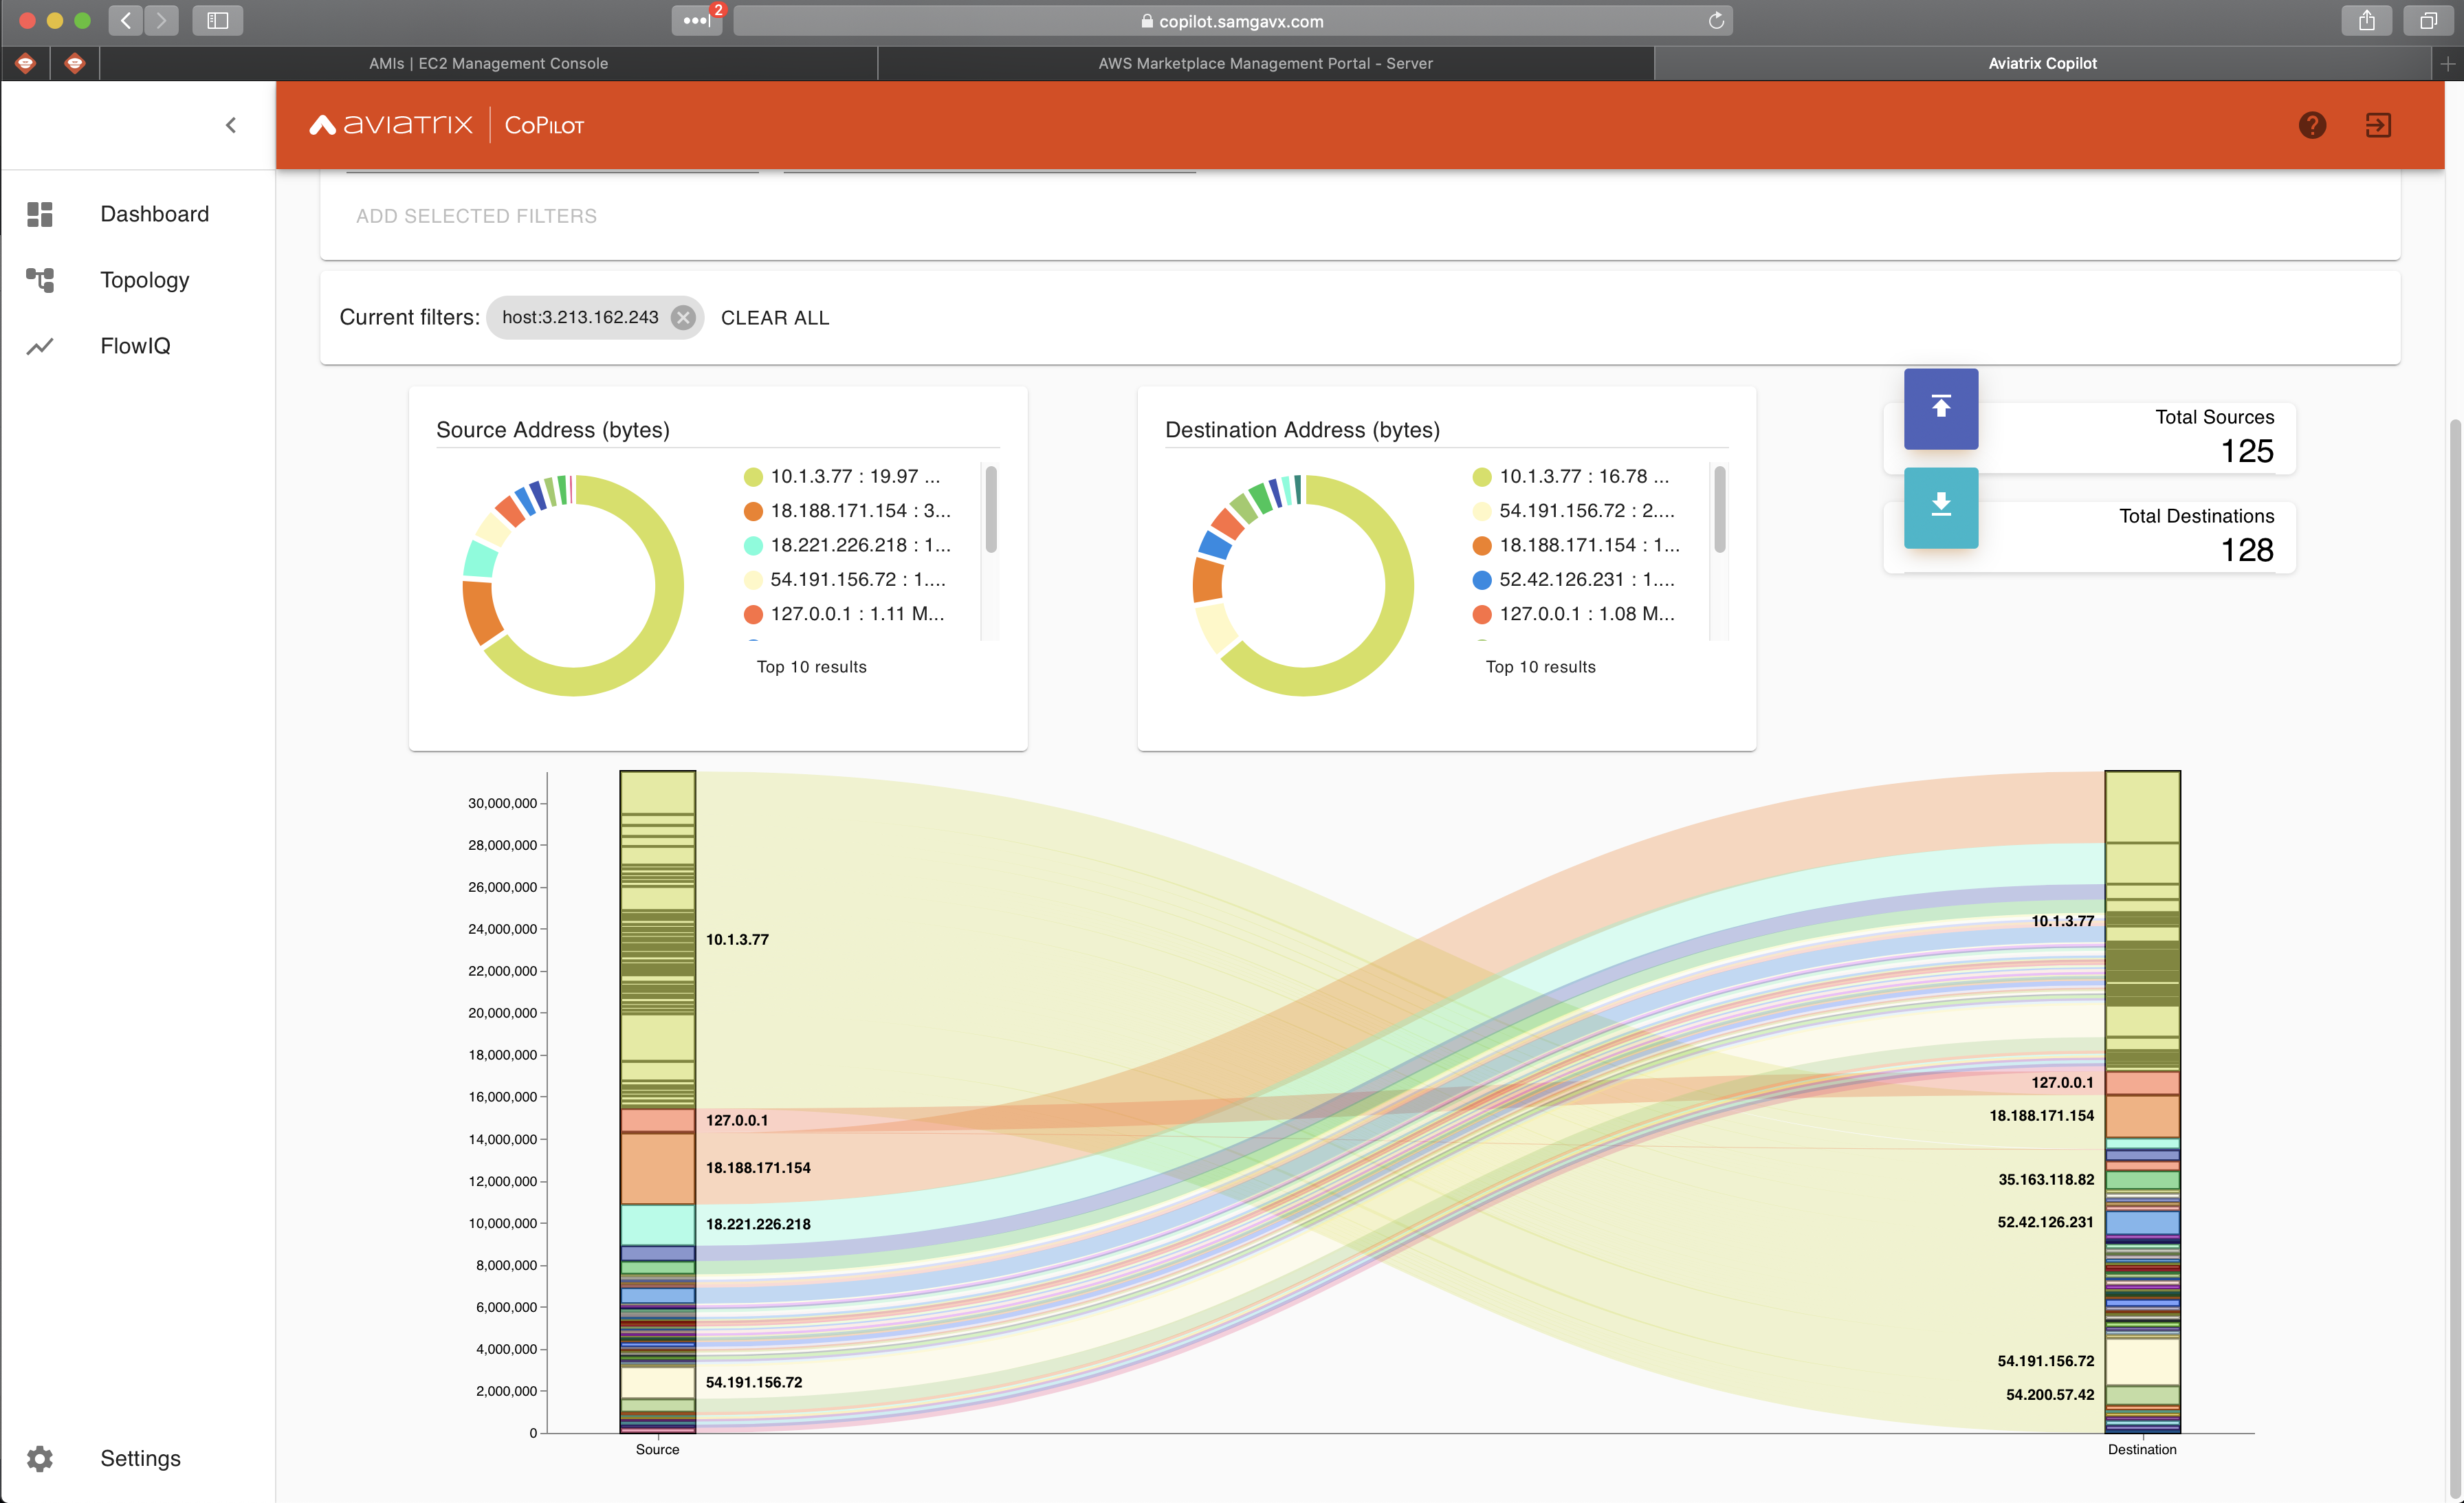 2
copilot.samgavx.com
AMIs | EC2 Management Console
AWS Marketplace Management Portal - Server
Aviatrix Copilot
aviatrix
CoPilot
Dashboard
Topology
FlowIQ
Settings
ADD SELECTED FILTERS
Current filters:
host:3.213.162.243
CLEAR ALL
Source Address (bytes)
10.1.3.77 : 19.97 ...
18.188.171.154 : 3...
18.221.226.218 : 1...
54.191.156.72 : 1....
127.0.0.1 : 1.11 M...
Top 10 results
Destination Address (bytes)
10.1.3.77 : 16.78 ...
54.191.156.72 : 2....
18.188.171.154 : 1...
52.42.126.231 : 1....
127.0.0.1 : 1.08 M...
Top 10 results
Total Sources
125
Total Destinations
128
30,000,000
28,000,000
26,000,000
24,000,000
22,000,000
20,000,000
18,000,000
16,000,000
14,000,000
12,000,000
10,000,000
8,000,000
6,000,000
4,000,000
2,000,000
0
10.1.3.77
127.0.0.1
18.188.171.154
18.221.226.218
54.191.156.72
Source
10.1.3.77
127.0.0.1
18.188.171.154
35.163.118.82
52.42.126.231
54.191.156.72
54.200.57.42
Destination